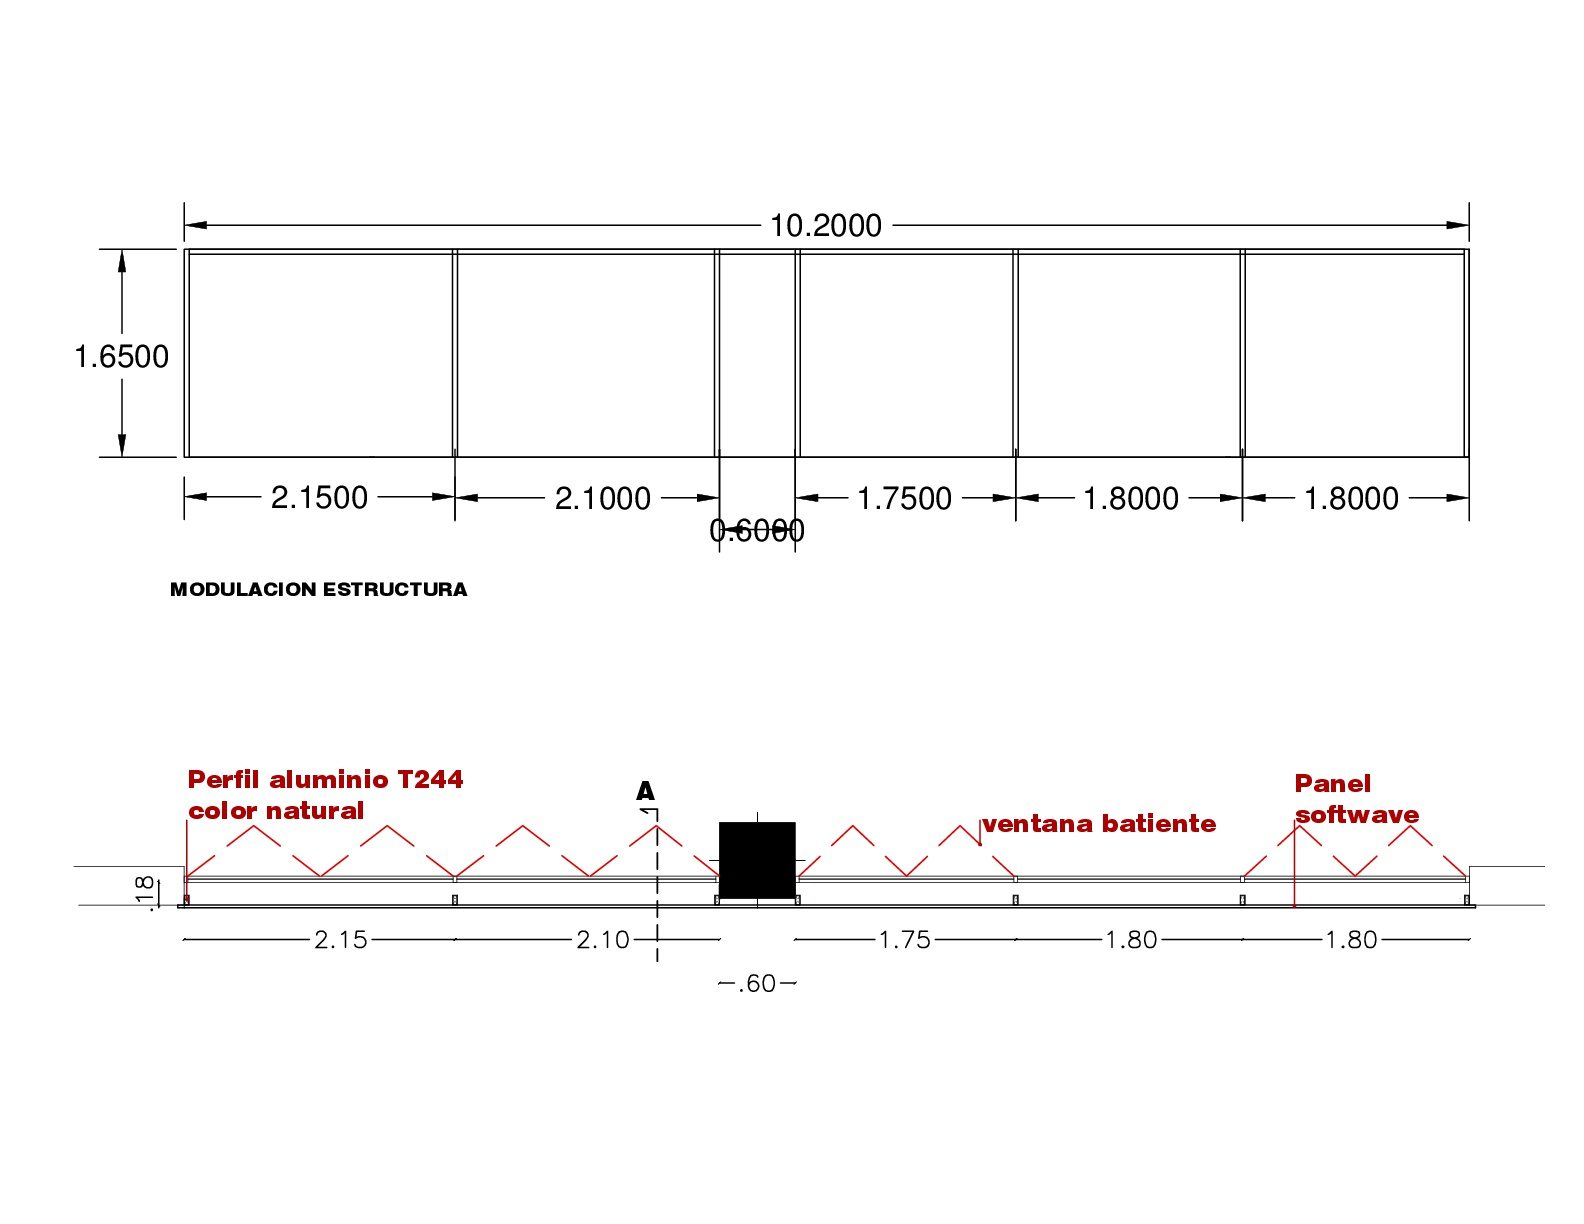 10.2000
1.6500
2.1500
2.1000
1.7500
1.8000
1.8000
0.6000
MODULACION ESTRUCTURA
Perfil aluminio T244
color natural
A
Panel
softwave
ventana batiente
.18
2.15
2.10
1.75
1.80
1.80
.60